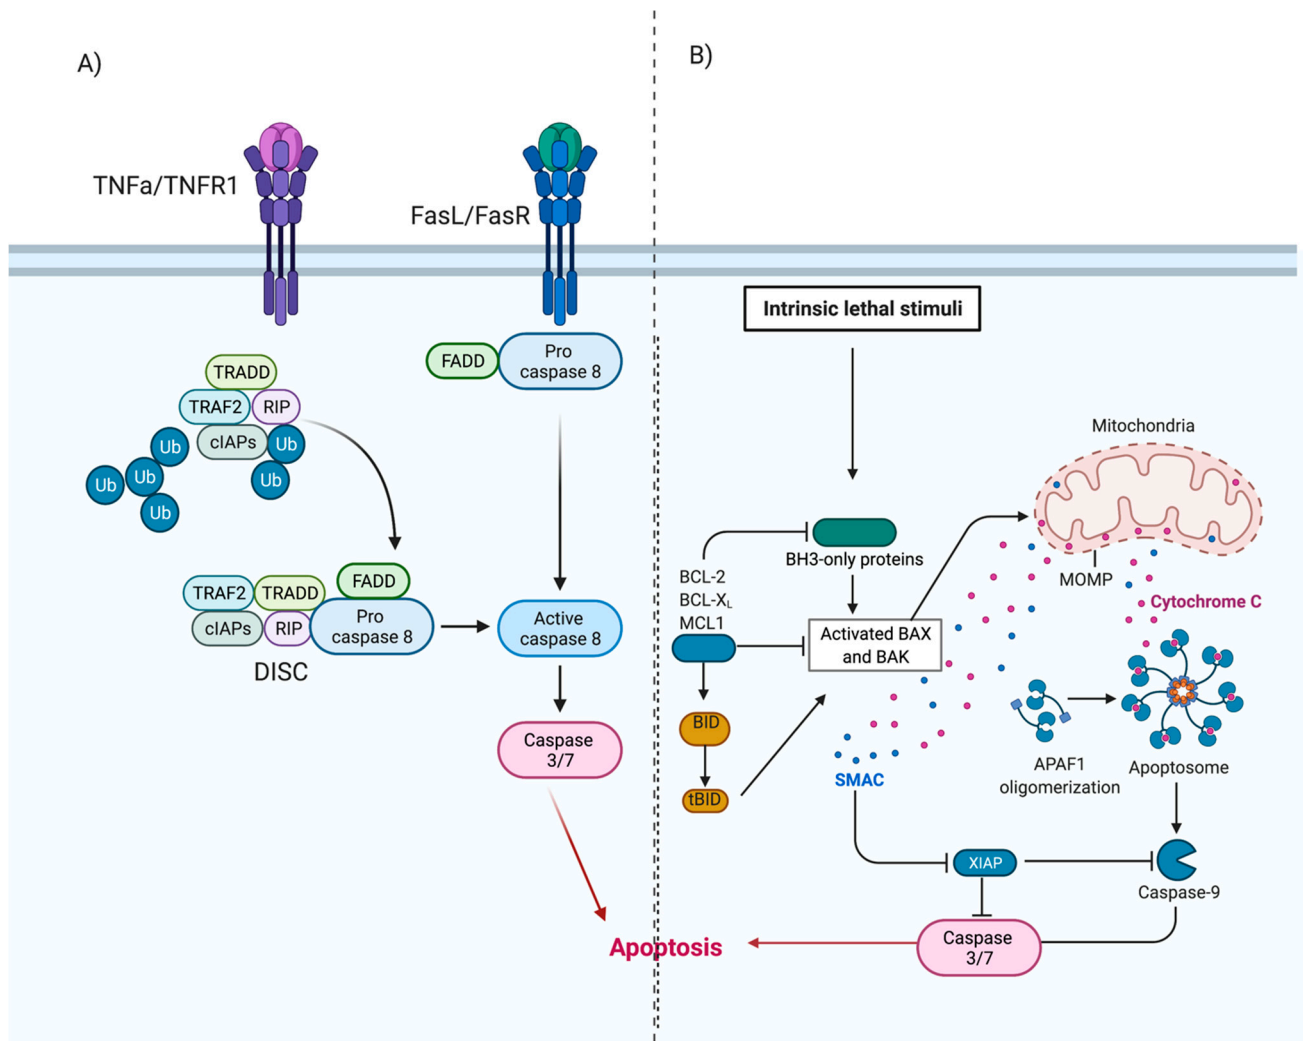 A)
TNFa/TNFR1
FasL/FasR
FADD
Pro
caspase 8
TRADD
TRAF2
RIP
cIAPs
Ub
Ub
Ub
Ub
Ub
Ub
FADD
TRAF2
TRADD
cIAPs
RIP
Pro
caspase 8
DISC
Active
caspase 8
Caspase
3/7
Apoptosis
B)
Intrinsic lethal stimuli
BH3-only proteins
BCL-2
BCL-XL
MCL1
Activated BAX
and BAK
BID
tBID
Mitochondria
MOMP
Cytochrome C
SMAC
APAF1
oligomerization
Apoptosome
XIAP
Caspase-9
Caspase
3/7